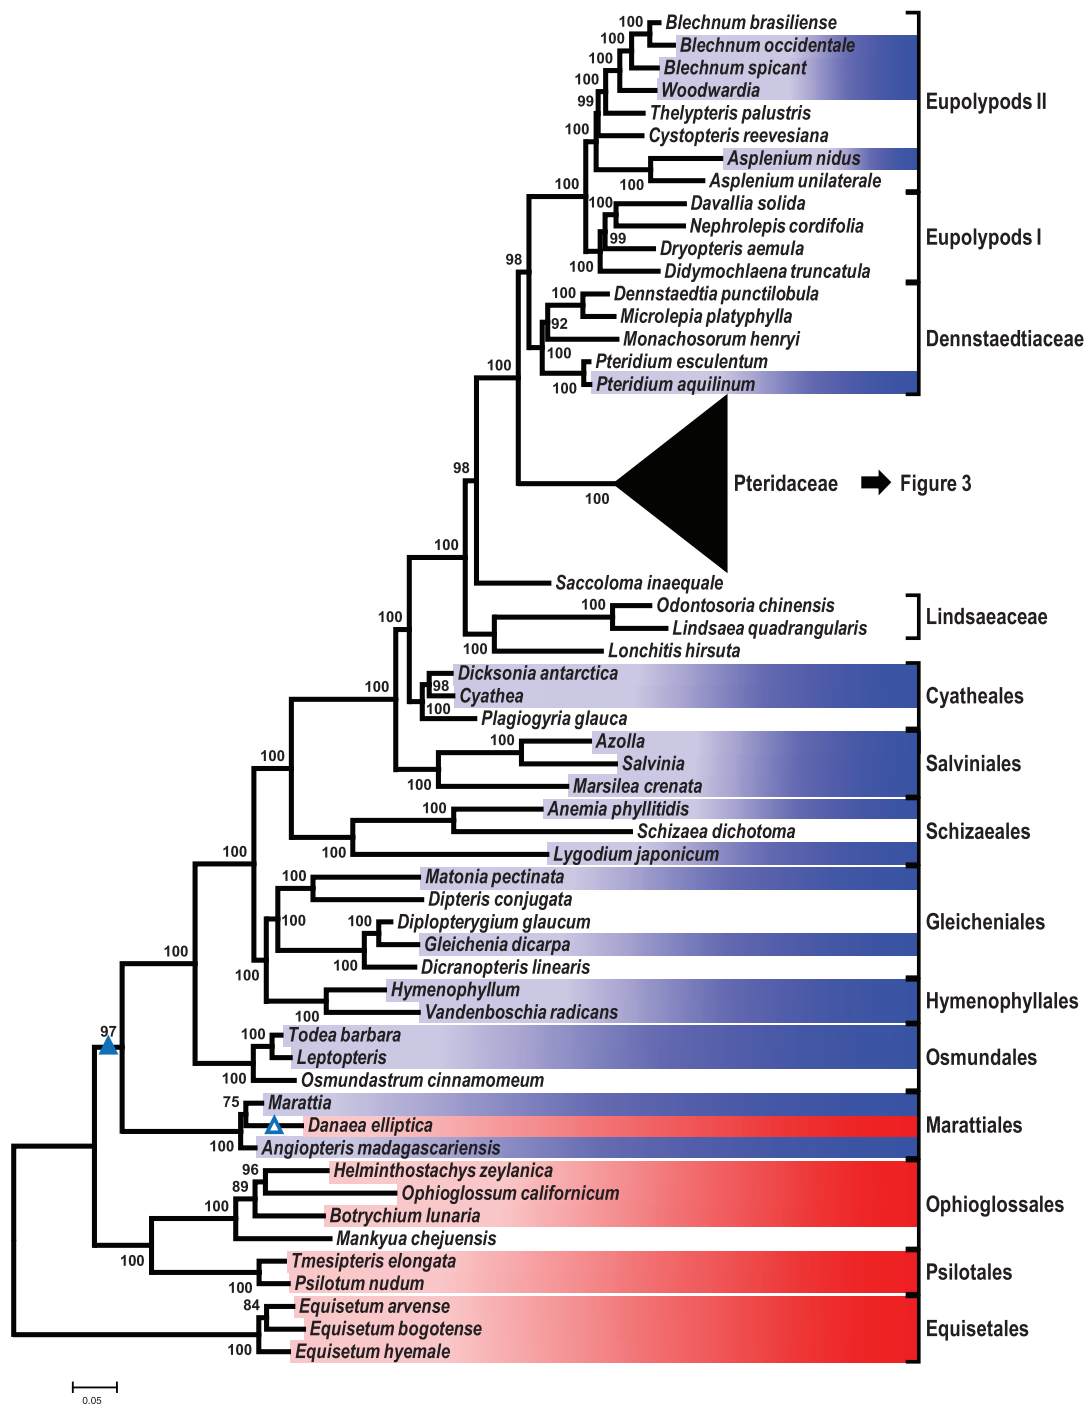 100
Blechnum brasiliense
100
Blechnum occidentale
100
Blechnum spicant
100
Woodwardia
99
Thelypteris palustris
100
Cystopteris reevesiana
Asplenium nidus
100
Asplenium unilaterale
Eupolypods II
100
100
Davallia solida
Nephrolepis cordifolia
99
Dryopteris aemula
100
Didymochlaena truncatula
Eupolypods I
98
100
Dennstaedtia punctilobula
Microlepia platyphylla
92
Monachosorum henryi
100
Pteridium esculentum
100
Pteridium aquilinum
Dennstaedtiaceae
100
100
Pteridaceae
Figure 3
98
Saccoloma inaequale
100
100
Odontosoria chinensis
Lindsaea quadrangularis
100
Lonchitis hirsuta
Lindsaeaceae
100
Dicksonia antarctica
98
Cyathea
100
Plagiogyria glauca
Cyatheales
100
100
Azolla
Salvinia
100
Marsilea crenata
Salviniales
100
100
Anemia phyllitidis
Schizaea dichotoma
100
Lygodium japonicum
Schizaeales
100
100
Matonia pectinata
Dipteris conjugata
100
100
Diplopterygium glaucum
Gleichenia dicarpa
100
Dicranopteris linearis
Gleicheniales
100
Hymenophyllum
100
Vandenboschia radicans
Hymenophyllales
100
100
Todea barbara
Leptopteris
100
Osmundastrum cinnamomeum
Osmundales
97
75
Marattia
Danaea elliptica
100
Angiopteris madagascariensis
Marattiales
96
Helminthostachys zeylanica
89
Ophioglossum californicum
100
Botrychium lunaria
Mankyua chejuensis
Ophioglossales
100
Tmesipteris elongata
100
Psilotum nudum
Psilotales
84
Equisetum arvense
Equisetum bogotense
100
Equisetum hyemale
Equisetales
0.05